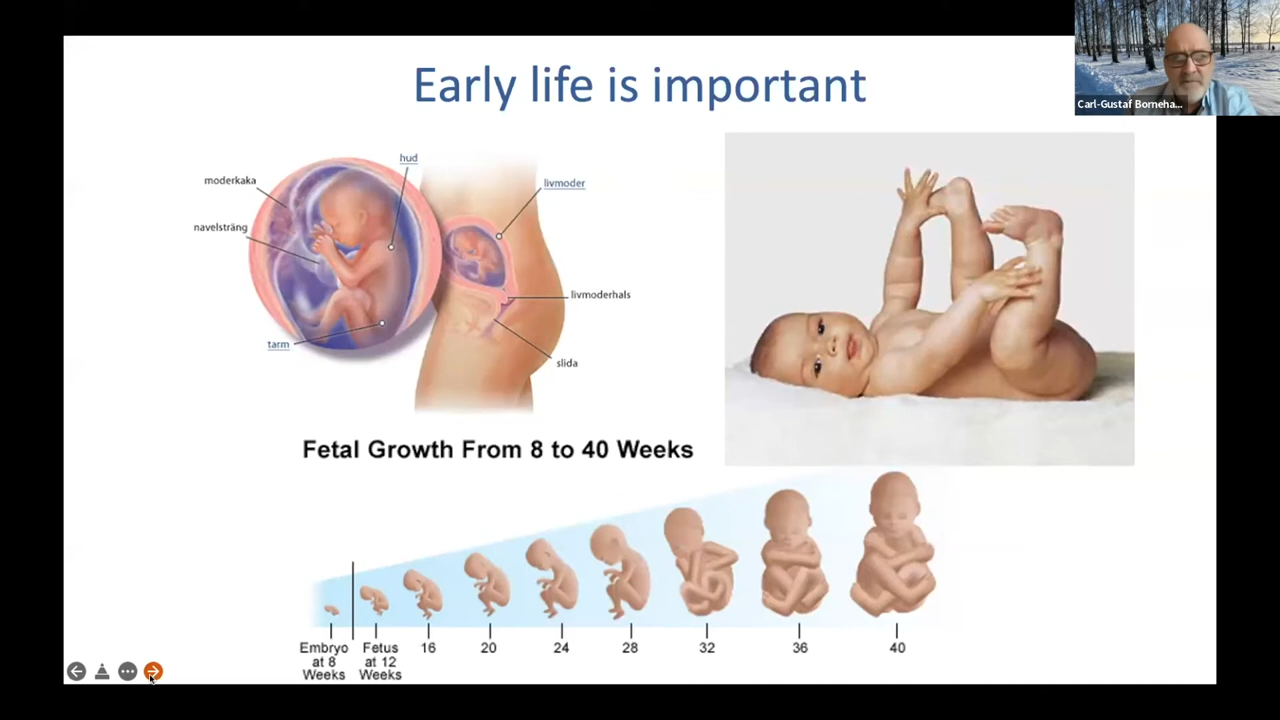 Early life is important
Carl-Gustaf Borneha...
hud
moderkaka
livmoder
navelsträng
livmoderhals
tarm
slida
Fetal Growth From 8 to 40 Weeks
Embryo
at 8
Weeks
Fetus
at 12
Weeks
16
20
24
28
32
36
40